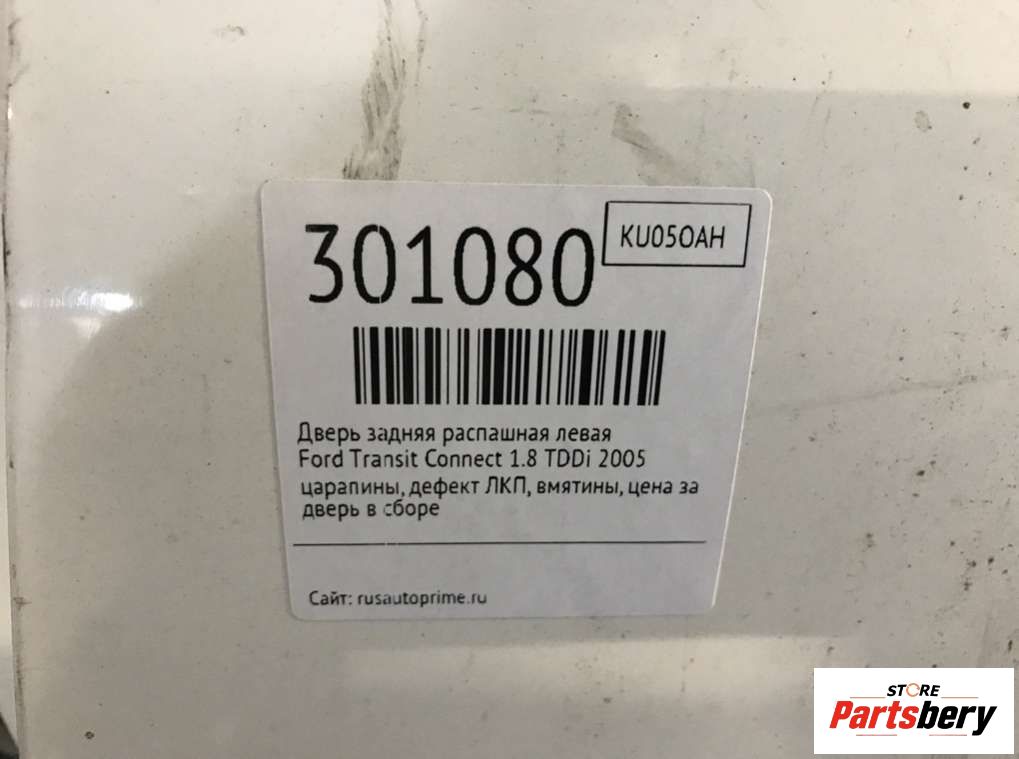 301080
KU05OAH
Дверь задняя распашная левая
Ford Transit Connect 1.8 TDDi 2005
царапины, дефект ЛКП, вмятины, цена за
дверь в сборе
Сайт: rusautoprime.ru
STORE
Partsbery